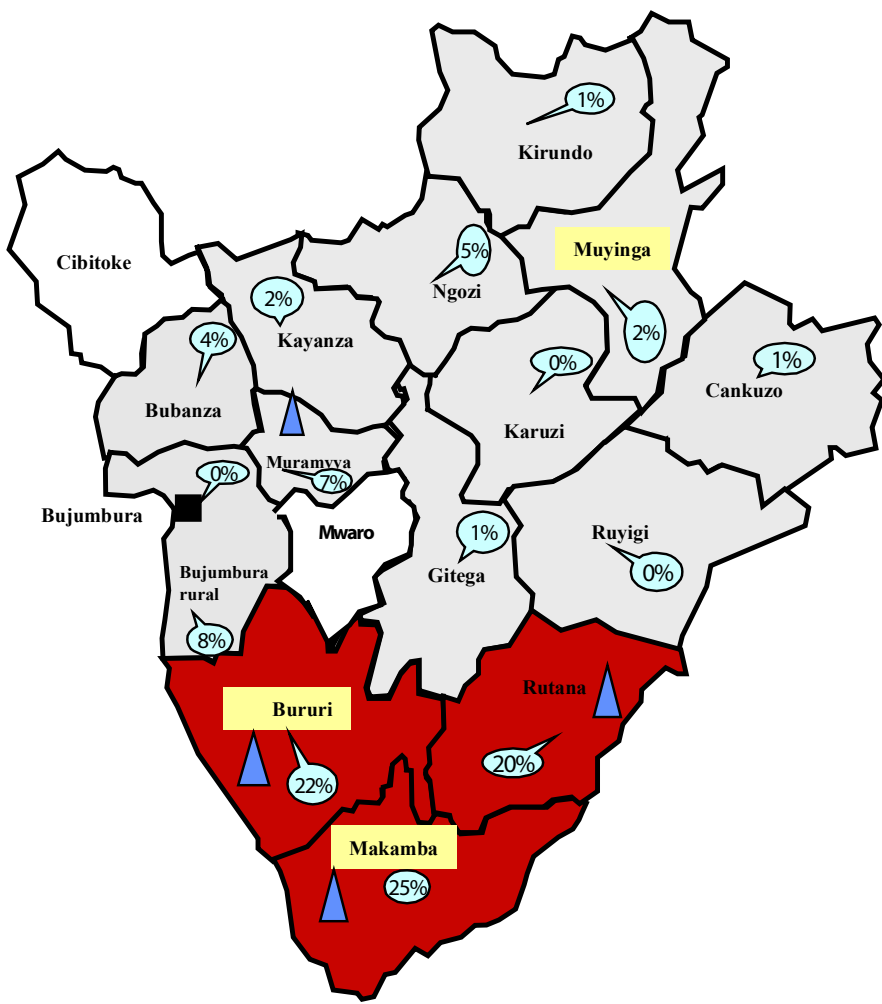 1%
Kirundo
Cibitoke
5%
Ngozi
Muyinga
2%
Kayanza
4%
2%
Bubanza
0%
Karuzi
1%
Cankuzo
Muramvya
7%
0%
Bujumbura
Mwaro
1%
Gitega
Ruyigi
0%
Bujumbura
rural
8%
Bururi
22%
Rutana
20%
Makamba
25%